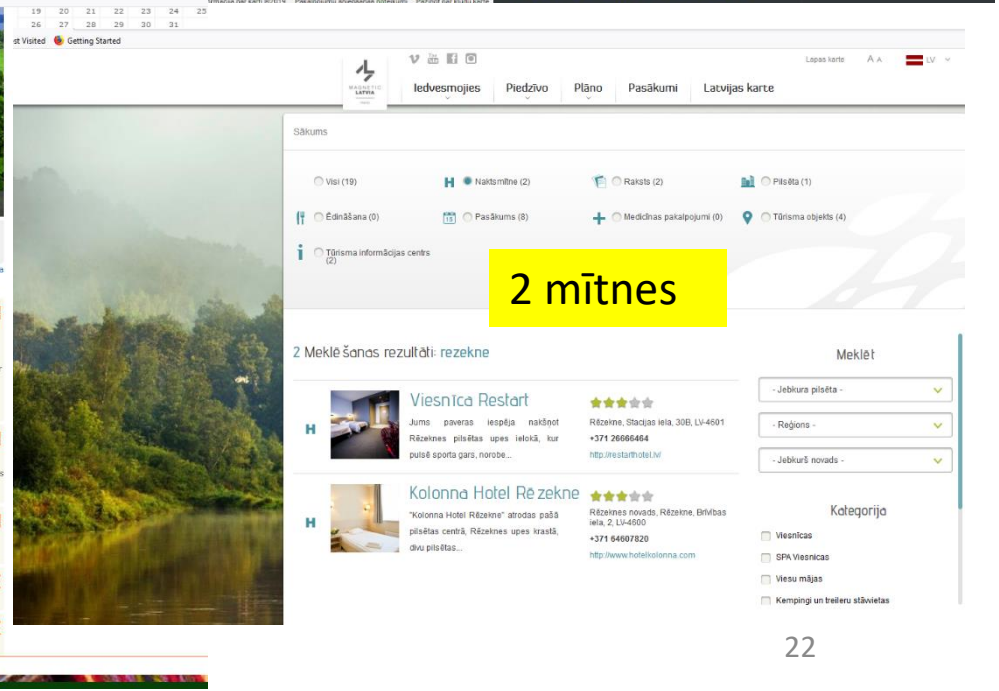 19 20 21 22 23 24 25
26 27 28 29 30 31
st Visited Getting Started
Lapas karte A A LV
MAGNETIC
LATVIA
Iedvesmojies Piedzīvo Plāno Pasākumi Latvijas karte
Sākums
Visi (19) H Naktsmītne (2) Raksts (2) Pilsēta (1)
Ēdināšana (0) 15 Pasākums (8) Medicīnas pakalpojumi (0) Tūrisma objekts (4)
Tūrisma informācijas centrs
(2)
2 mītnes
2 Meklēšanas rezultāti: rezekne
Meklēt
- Jebkura pilsēta -
- Reģions -
- Jebkurš novads -
H
Viesnīca Restart
Jums paveras iespēja nakšņot
Rēzeknes pilsētas upes ielokā, kur
pulsē sporta gars, norobe...
Rēzekne, Stacijas iela, 30B, LV-4601
+371 26666464
http://restarthotel.lv/
H
Kolonna Hotel Rēzekne
"Kolonna Hotel Rēzekne" atrodas pašā
pilsētas centrā, Rēzeknes upes krastā,
divu pilsētas...
Rēzeknes novads, Rēzekne, Brīvības
iela, 2, LV-4600
+371 64607820
http://www.hotelkolonna.com
Kategorija
Viesnīcas
SPA Viesnicas
Viesu mājas
Kempingi un treileru stāvvietas
22